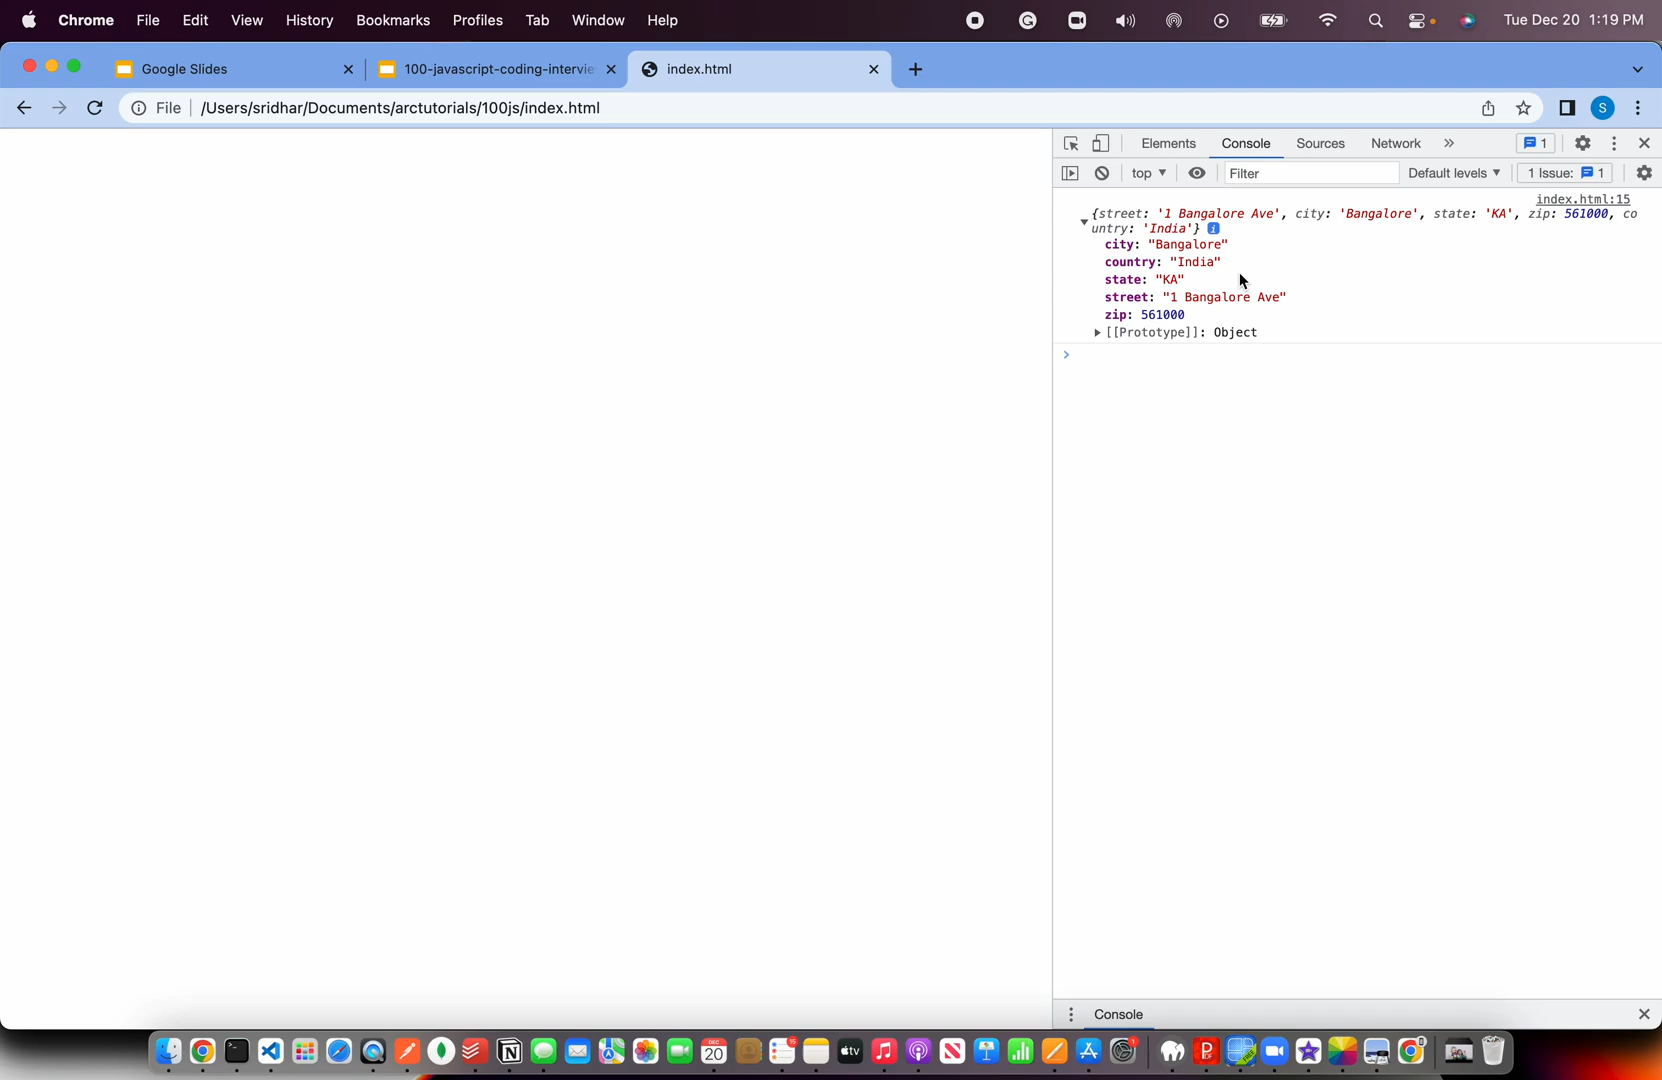 Chrome File Edit View History Bookmarks Profiles Tab Window Help Tue Dec 20 1:19 PM
Google Slides 100-javascript-coding-intervie index.html
File /Users/sridhar/Documents/arctutorials/100js/index.html S
Elements Console Sources Network 1
top Filter Default levels 1 Issue: 1
index.html:15
{street: '1 Bangalore Ave', city: 'Bangalore', state: 'KA', zip: 561000, co
untry: 'India'} i
city: "Bangalore"
country: "India"
state: "KA"
street: "1 Bangalore Ave"
zip: 561000
[[Prototype]]: Object
Console
DEC
20
tv